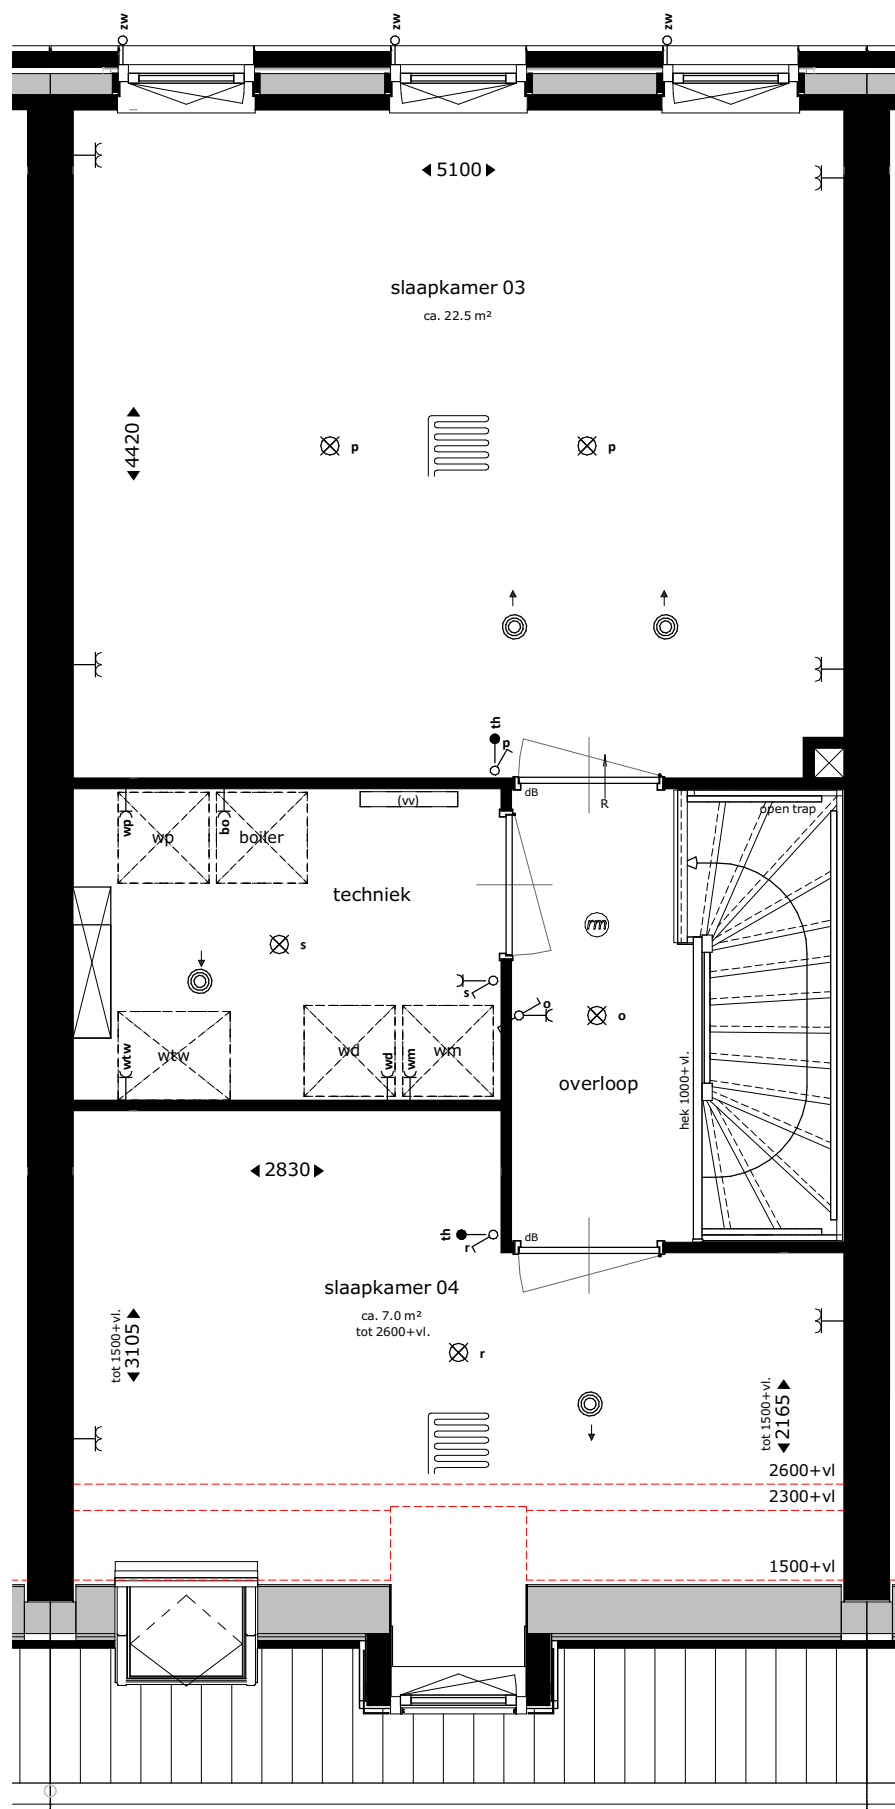 zw
zw
zw
5100
slaapkamer 03
ca. 22.5 m²
4420
p
p
th
p
dB
R
(vv)
open trap
wp
wp
bo
boiler
techniek
rm
s
s
o
o
wtw
wtw
wd
wd
wm
wm
overloop
hek 1000+vl.
2830
th
r
dB
slaapkamer 04
ca. 7.0 m²
tot 2600+vl.
tot 1500+vl.
3105
r
tot 1500+vl.
2165
2600+vl
2300+vl
1500+vl